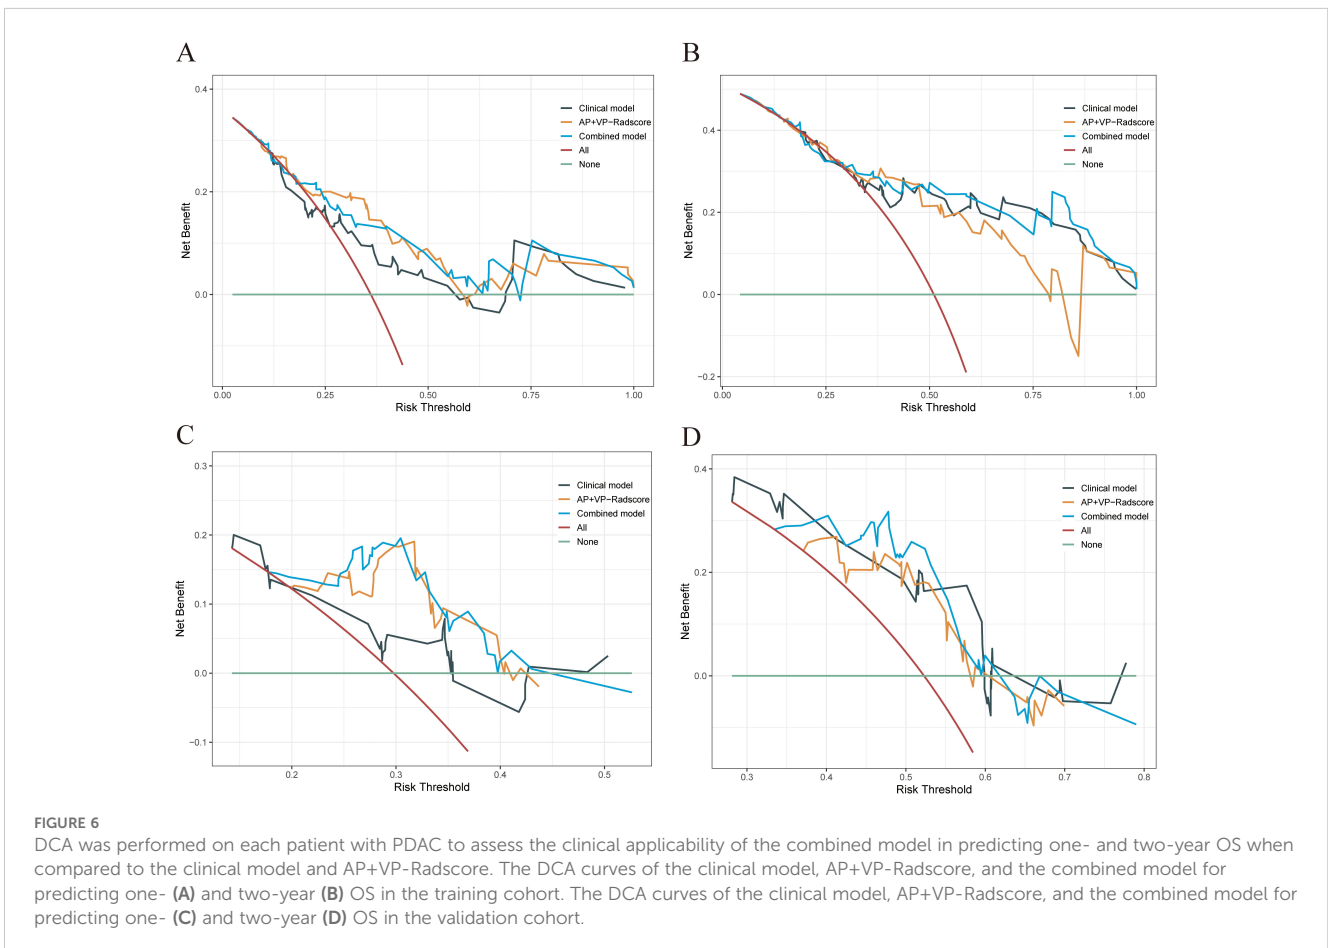 A
0.4
0.2
0.0
Net Benefit
Clinical model
AP+VP−Radscore
Combined model
All
None
0.00
0.25
0.50
0.75
1.00
Risk Threshold
B
0.4
0.2
0.0
−0.2
Net Benefit
Clinical model
AP+VP−Radscore
Combined model
All
None
0.00
0.25
0.50
0.75
1.00
Risk Threshold
C
0.3
0.2
0.1
0.0
−0.1
Net Benefit
Clinical model
AP+VP−Radscore
Combined model
All
None
0.2
0.3
0.4
0.5
Risk Threshold
D
0.4
0.2
0.0
Net Benefit
Clinical model
AP+VP−Radscore
Combined model
All
None
0.3
0.4
0.5
0.6
0.7
0.8
Risk Threshold
FIGURE 6
DCA was performed on each patient with PDAC to assess the clinical applicability of the combined model in predicting one- and two-year OS when
compared to the clinical model and AP+VP-Radscore. The DCA curves of the clinical model, AP+VP-Radscore, and the combined model for
predicting one- (A) and two-year (B) OS in the training cohort. The DCA curves of the clinical model, AP+VP-Radscore, and the combined model for
predicting one- (C) and two-year (D) OS in the validation cohort.